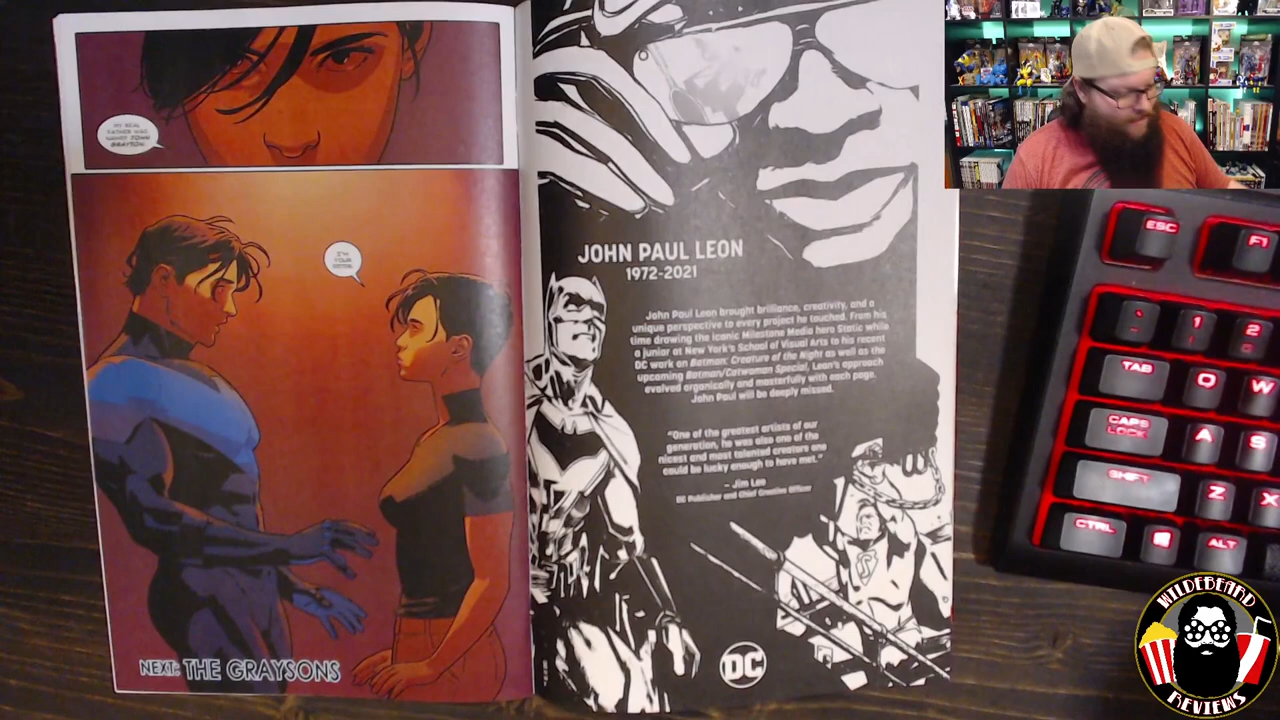 MY REAL
FATHER WAS
NAMED JOHN
GRAYSON.
I'M
YOUR
SISTER.
NEXT: THE GRAYSONS
JOHN PAUL LEON
1972-2021
John Paul Leon brought brilliance, creativity, and a
unique perspective to every project he touched. From his
time drawing the iconic Milestone Media hero Static while
a junior at New York's School of Visual Arts to his recent
DC work on Batman: Creature of the Night as well as the
upcoming Batman/Catwoman Special, Leon's approach
evolved organically and masterfully with each page.
John Paul will be deeply missed.
"One of the greatest artists of our
generation, he was also one of the
nicest and most talented creators one
could be lucky enough to have met."
– Jim Lee
DC Publisher and Chief Creative Officer
DC
ESC
F1
1
2
TAB
Q
W
CAPS
LOCK
A
S
SHIFT
Z
X
CTRL
ALT
WILDEBEARD
REVIEWS